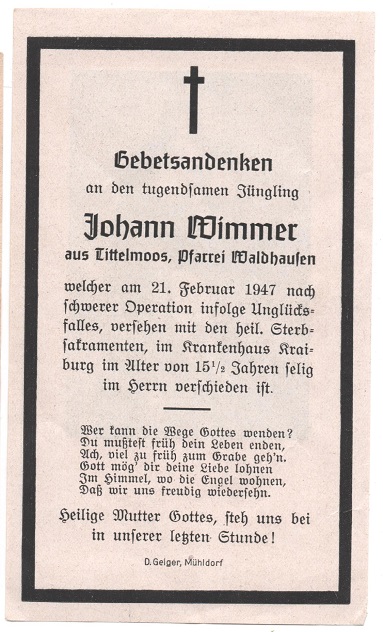 Gebetsandenken
an den tugendsamen Jüngling
Johann Wimmer
aus Tittelmoos, Pfarrei Waldhausen
welcher am 21. Februar 1947 nach
schwerer Operation infolge Unglücks-
falles, versehen mit den heil. Sterb-
sakramenten, im Krankenhaus Krai-
burg im Alter von 15½ Jahren selig
im Herrn verschieden ist.
Wer kann die Wege Gottes wenden?
Du mußtest früh dein Leben enden,
Ach, viel zu früh zum Grabe geh'n.
Gott mög' dir deine Liebe lohnen
Im Himmel, wo die Engel wohnen,
Daß wir uns freudig wiedersehn.
Heilige Mutter Gottes, steh uns bei
in unserer letzten Stunde!
D. Geiger, Mühldorf